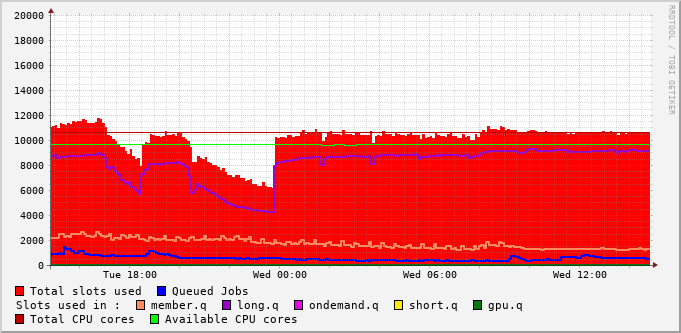 20000
18000
16000
14000
12000
10000
8000
6000
4000
2000
0
Tue 18:00 Wed 00:00 Wed 06:00 Wed 12:00
Total slots used Queued Jobs
Slots used in : member.q long.q ondemand.q short.q gpu.q
Total CPU cores Available CPU cores
RRDTOOL / TOBI OETIKER